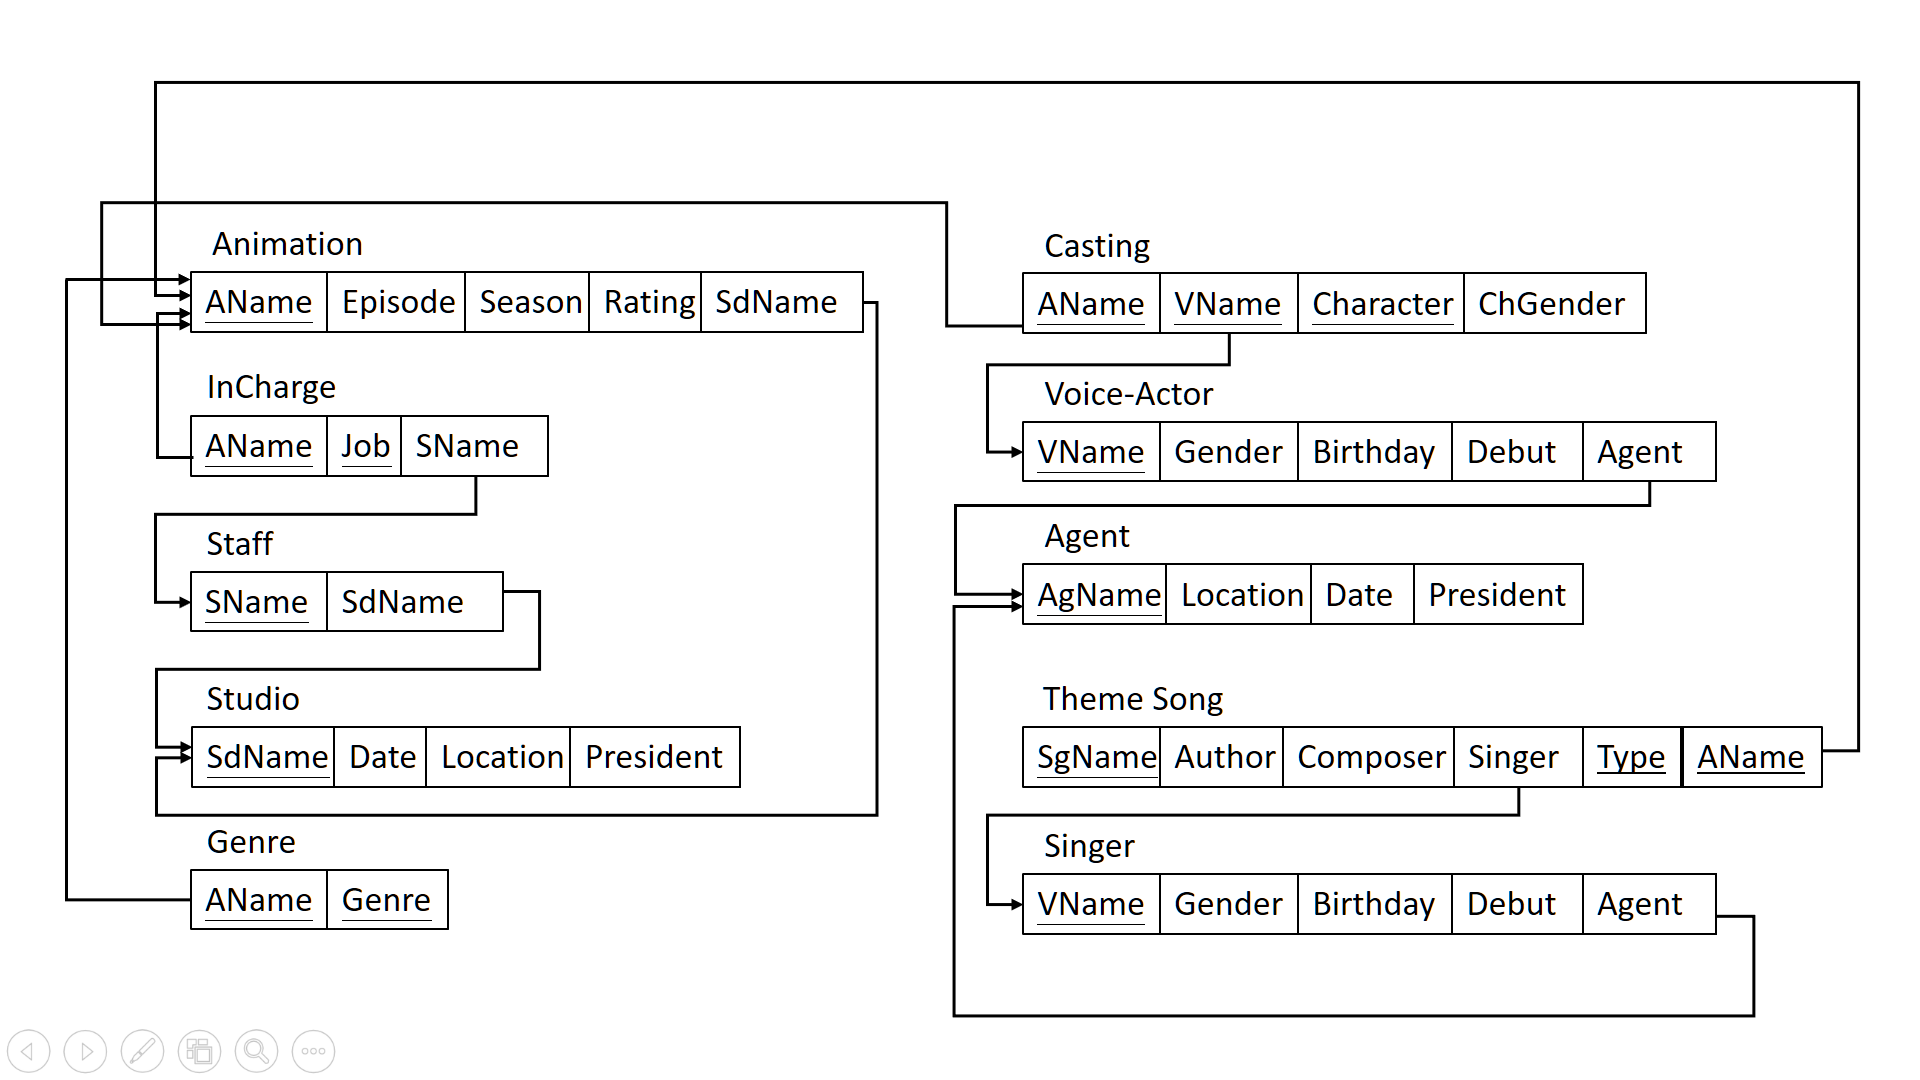 Animation
AName Episode Season Rating SdName
InCharge
AName Job SName
Staff
SName SdName
Studio
SdName Date Location President
Genre
AName Genre
Casting
AName VName Character ChGender
Voice-Actor
VName Gender Birthday Debut Agent
Agent
AgName Location Date President
Theme Song
SgName Author Composer Singer Type AName
Singer
VName Gender Birthday Debut Agent